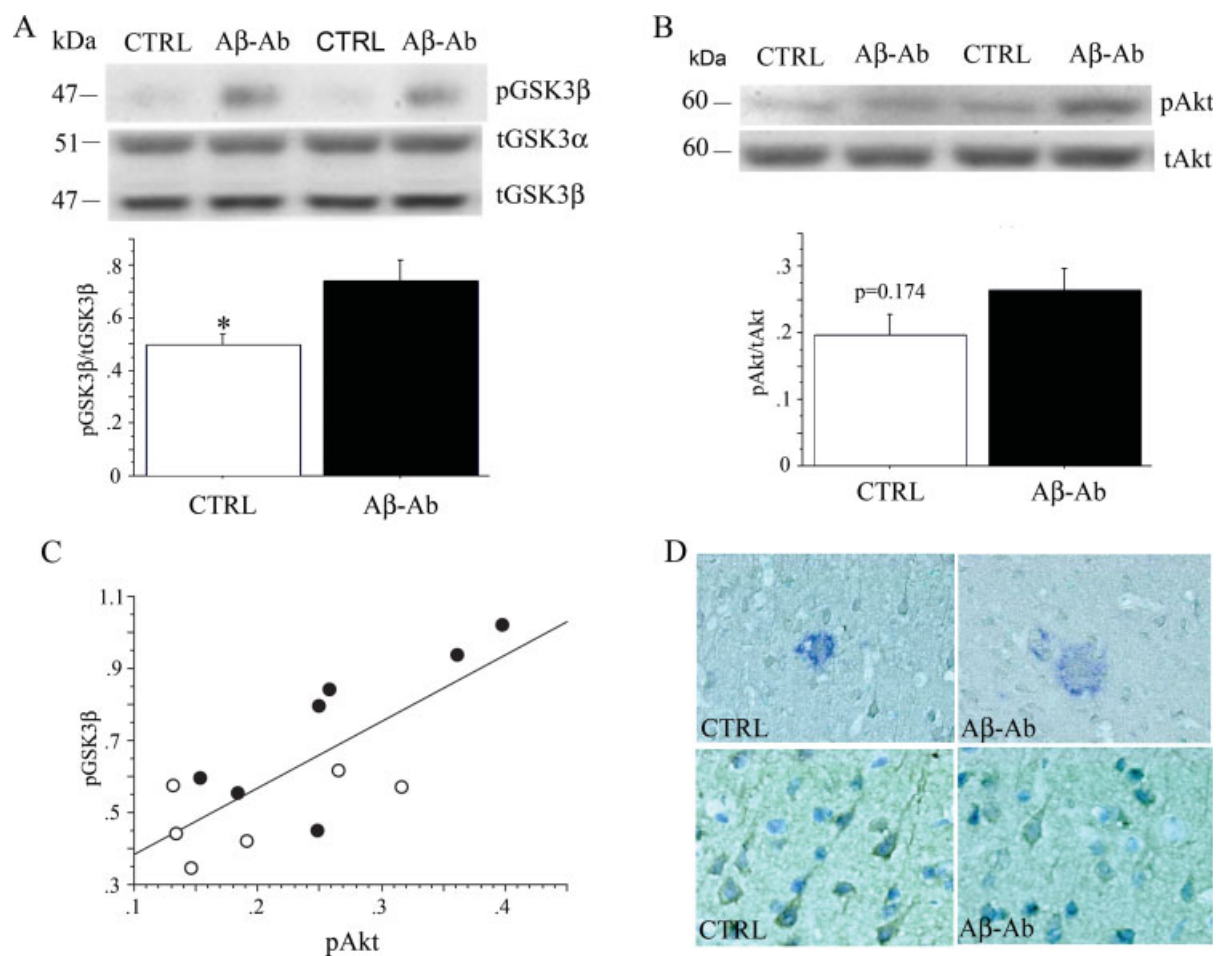 A
kDa CTRL Aβ-Ab CTRL Aβ-Ab
47 pGSK3β
51 tGSK3α
47 tGSK3β
pGSK3β/tGSK3β
.8
.6
.4
.2
0
*
CTRL Aβ-Ab
B
kDa CTRL Aβ-Ab CTRL Aβ-Ab
60 pAkt
60 tAkt
pAkt/tAkt
.3
.2
.1
0
p=0.174
CTRL Aβ-Ab
C
pGSK3β
1.1
.9
.7
.5
.3
.1 .2 .3 .4
pAkt
D
CTRL Aβ-Ab
CTRL Aβ-Ab